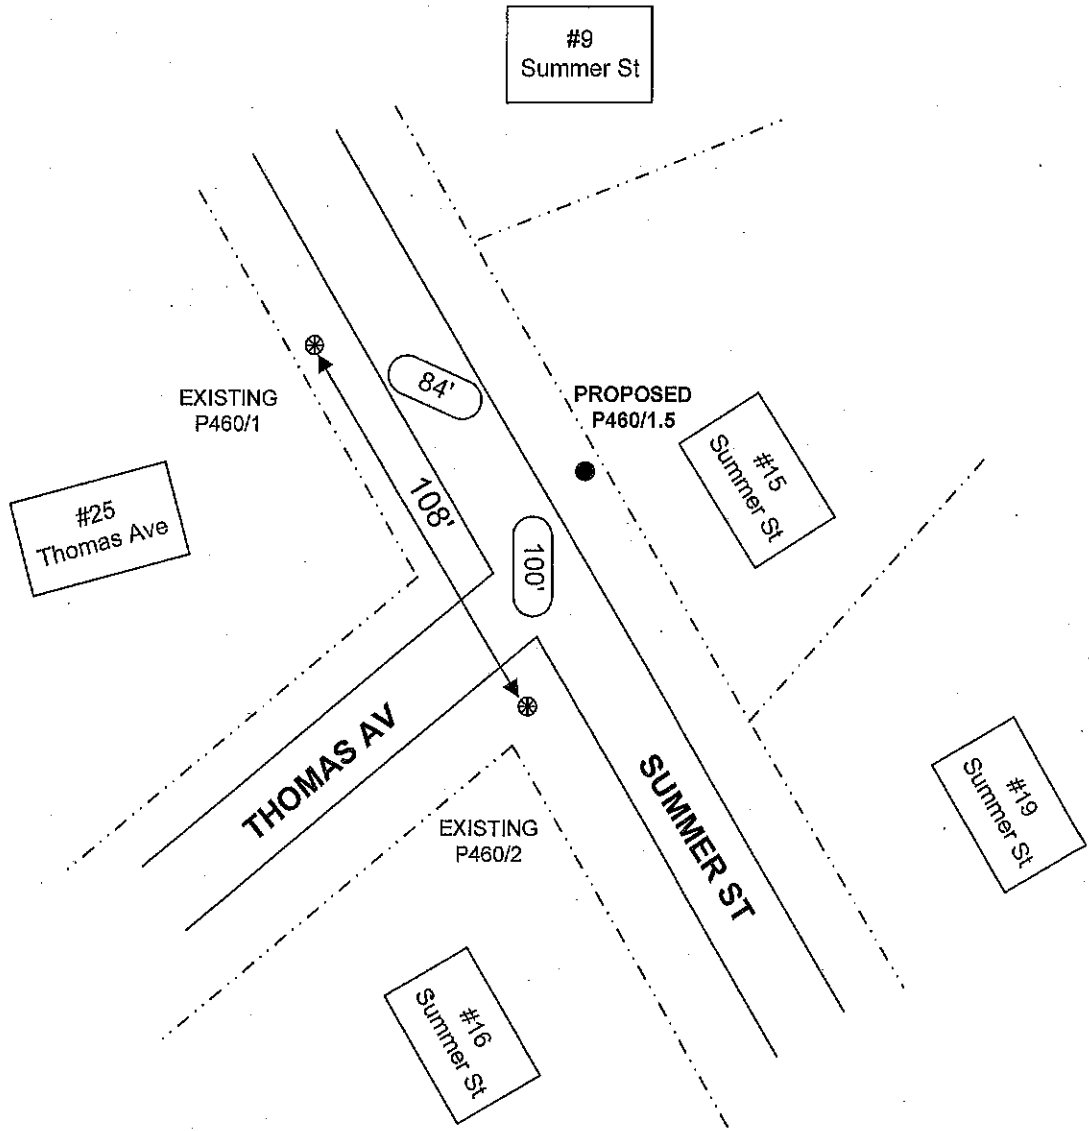 #9
Summer St
84'
EXISTING
P460/1
PROPOSED
P460/1.5
#15
Summer St
108'
#25
Thomas Ave
100'
THOMAS AV
SUMMER ST
#19
Summer St
EXISTING
P460/2
#16
Summer St